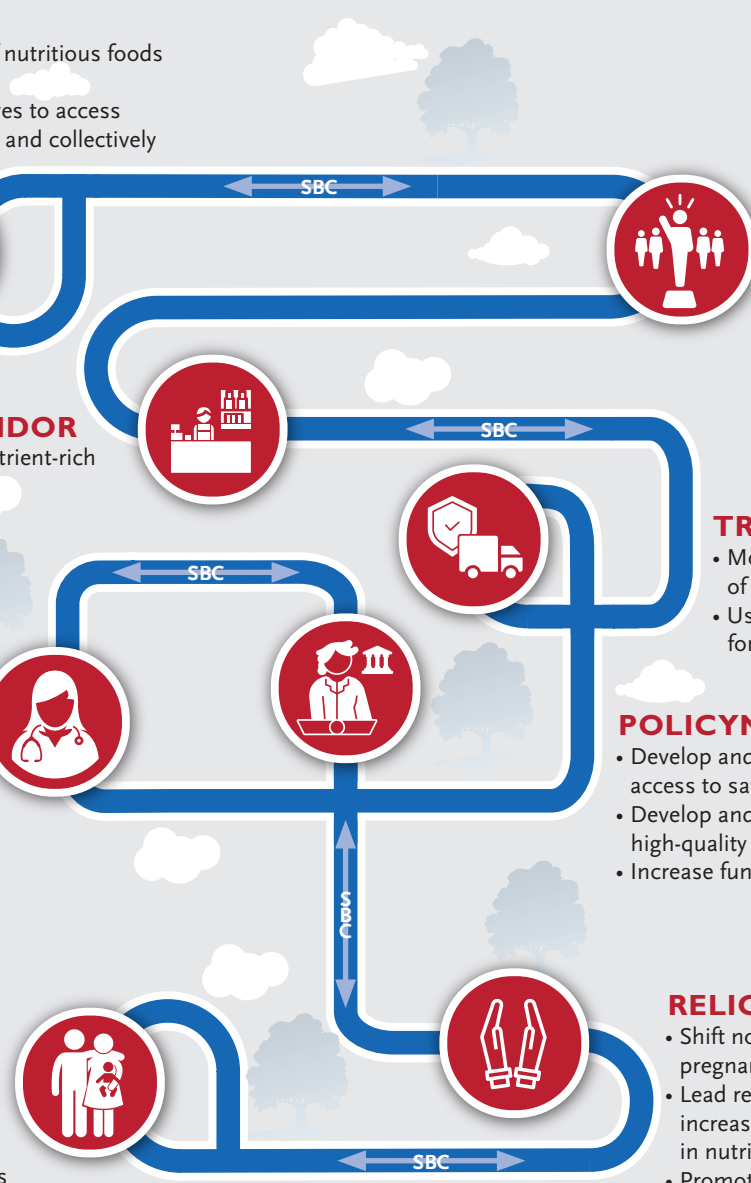 nutritious foods
es to access
and collectively
SBC
IDOR
trient-rich
SBC
TR
• Mo
of
• Us
for
SBC
POLICYM
• Develop and
access to sa
• Develop and
high-quality
• Increase fun
SBC
RELIG
• Shift no
pregnan
• Lead re
increas
in nutri
• Promot
SBC
s